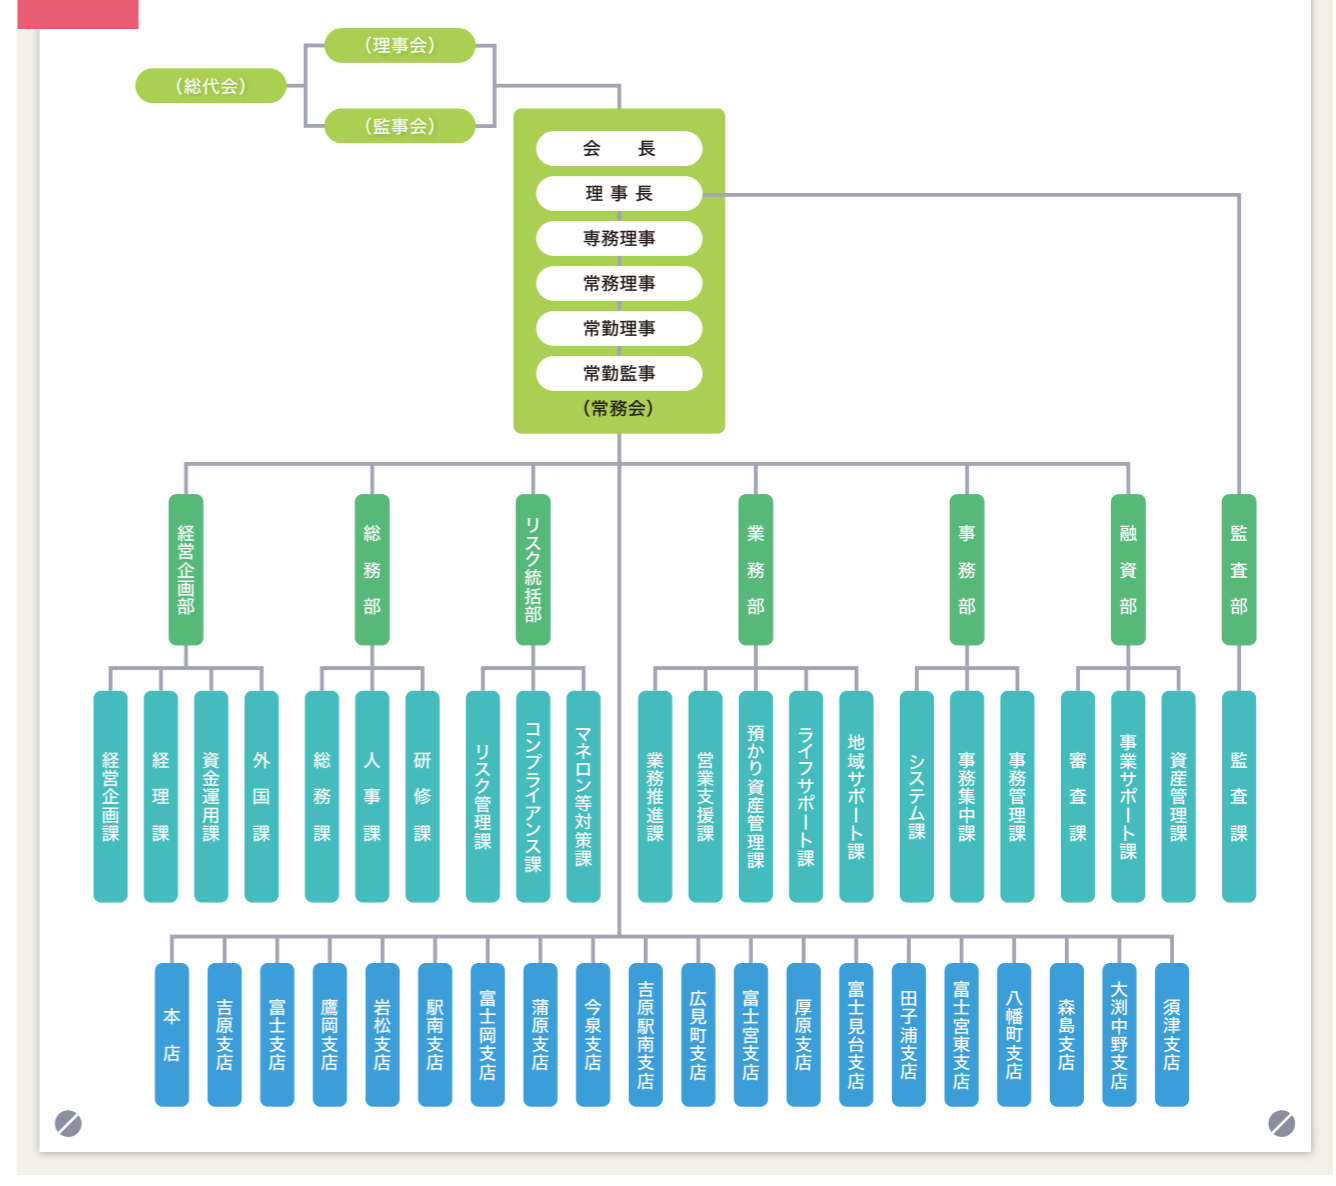 （理事会）
（総代会）
（監事会）
会　　長
理 事 長
専務理事
常務理事
常勤理事
常勤監事
（常務会）
経営企画部
総務部
リスク統括部
業務部
事務部
融資部
監査部
経営企画課
経理課
資金運用課
外国課
総務課
人事課
研修課
リスク管理課
コンプライアンス課
マネロン等対策課
業務推進課
営業支援課
預かり資産管理課
ライフサポート課
地域サポート課
システム課
事務集中課
事務管理課
審査課
事業サポート課
資産管理課
監査課
本店
吉原支店
富士支店
鷹岡支店
岩松支店
駅南支店
富士岡支店
蒲原支店
今泉支店
吉原駅南支店
広見町支店
富士宮支店
厚原支店
富士見台支店
田子浦支店
富士宮東支店
八幡町支店
森島支店
大渕中野支店
須津支店